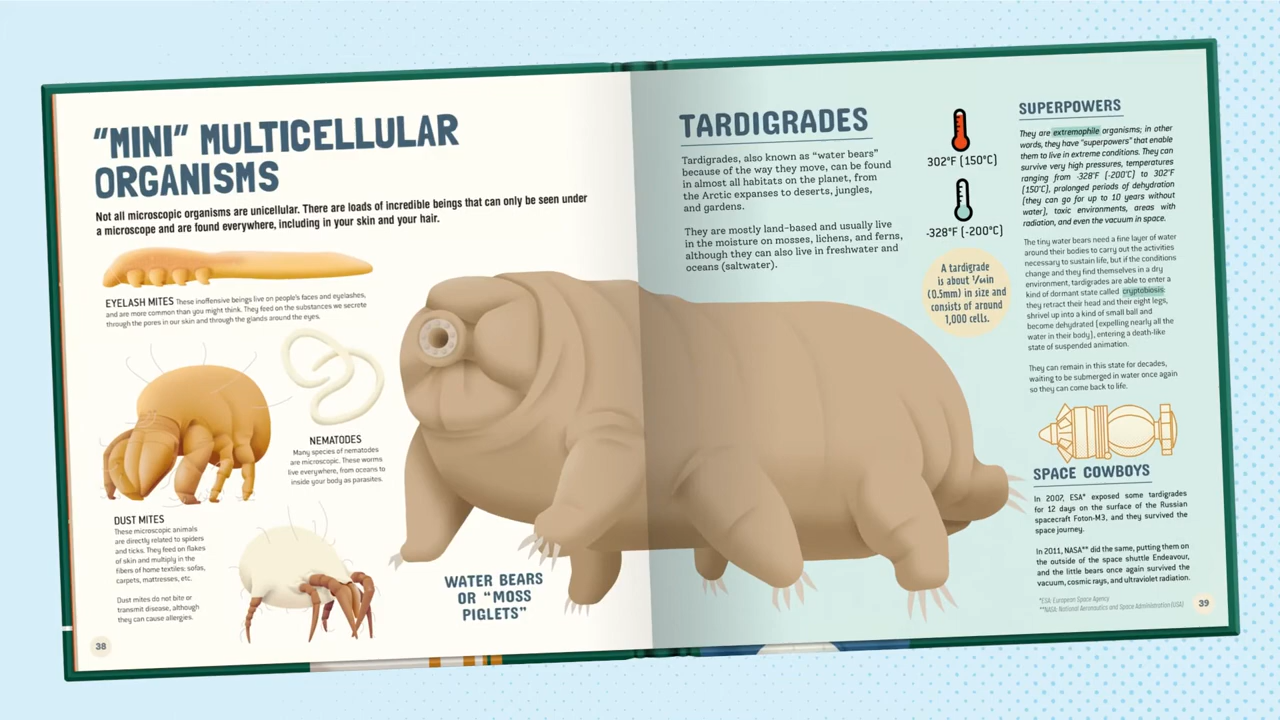 "MINI" MULTICELLULAR
ORGANISMS
Not all microscopic organisms are unicellular. There are loads of incredible beings that can only be seen under
a microscope and are found everywhere, including in your skin and your hair.
EYELASH MITES These inoffensive beings live on people's faces and eyelashes,
and are more common than you might think. They feed on the substances we secrete
through the pores in our skin and through the glands around the eyes.
NEMATODES
Many species of nematodes
are microscopic. These worms
live everywhere, from oceans to
inside your body as parasites.
DUST MITES
These microscopic animals
are directly related to spiders
and ticks. They feed on flakes
of skin and multiply in the
fibers of home textiles: sofas,
carpets, mattresses, etc.
Dust mites do not bite or
transmit disease, although
they can cause allergies.
WATER BEARS
OR "MOSS
PIGLETS"
38
TARDIGRADES
Tardigrades, also known as "water bears"
because of the way they move, can be found
in almost all habitats on the planet, from
the Arctic expanses to deserts, jungles,
and gardens.
They are mostly land-based and usually live
in the moisture on mosses, lichens, and ferns,
although they can also live in freshwater and
oceans (saltwater).
302°F (150°C)
-328°F (-200°C)
A tardigrade
is about 1/64in
(0.5mm) in size and
consists of around
1,000 cells.
SUPERPOWERS
They are extremophile organisms; in other
words, they have "superpowers" that enable
them to live in extreme conditions. They can
survive very high pressures, temperatures
ranging from -328°F (-200°C) to 302°F
(150°C), prolonged periods of dehydration
(they can go for up to 10 years without
water), toxic environments, areas with
radiation, and even the vacuum in space.
The tiny water bears need a fine layer of water
around their bodies to carry out the activities
necessary to sustain life, but if the conditions
change and they find themselves in a dry
environment, tardigrades are able to enter a
kind of dormant state called cryptobiosis:
they retract their head and their eight legs,
shrivel up into a kind of small ball and
become dehydrated (expelling nearly all the
water in their body), entering a death-like
state of suspended animation.
They can remain in this state for decades,
waiting to be submerged in water once again
so they can come back to life.
SPACE COWBOYS
In 2007, ESA* exposed some tardigrades
for 12 days on the surface of the Russian
spacecraft Foton-M3, and they survived the
space journey.
In 2011, NASA** did the same, putting them on
the outside of the space shuttle Endeavour,
and the little bears once again survived the
vacuum, cosmic rays, and ultraviolet radiation.
*ESA: European Space Agency
**NASA: National Aeronautics and Space Administration (USA)
39